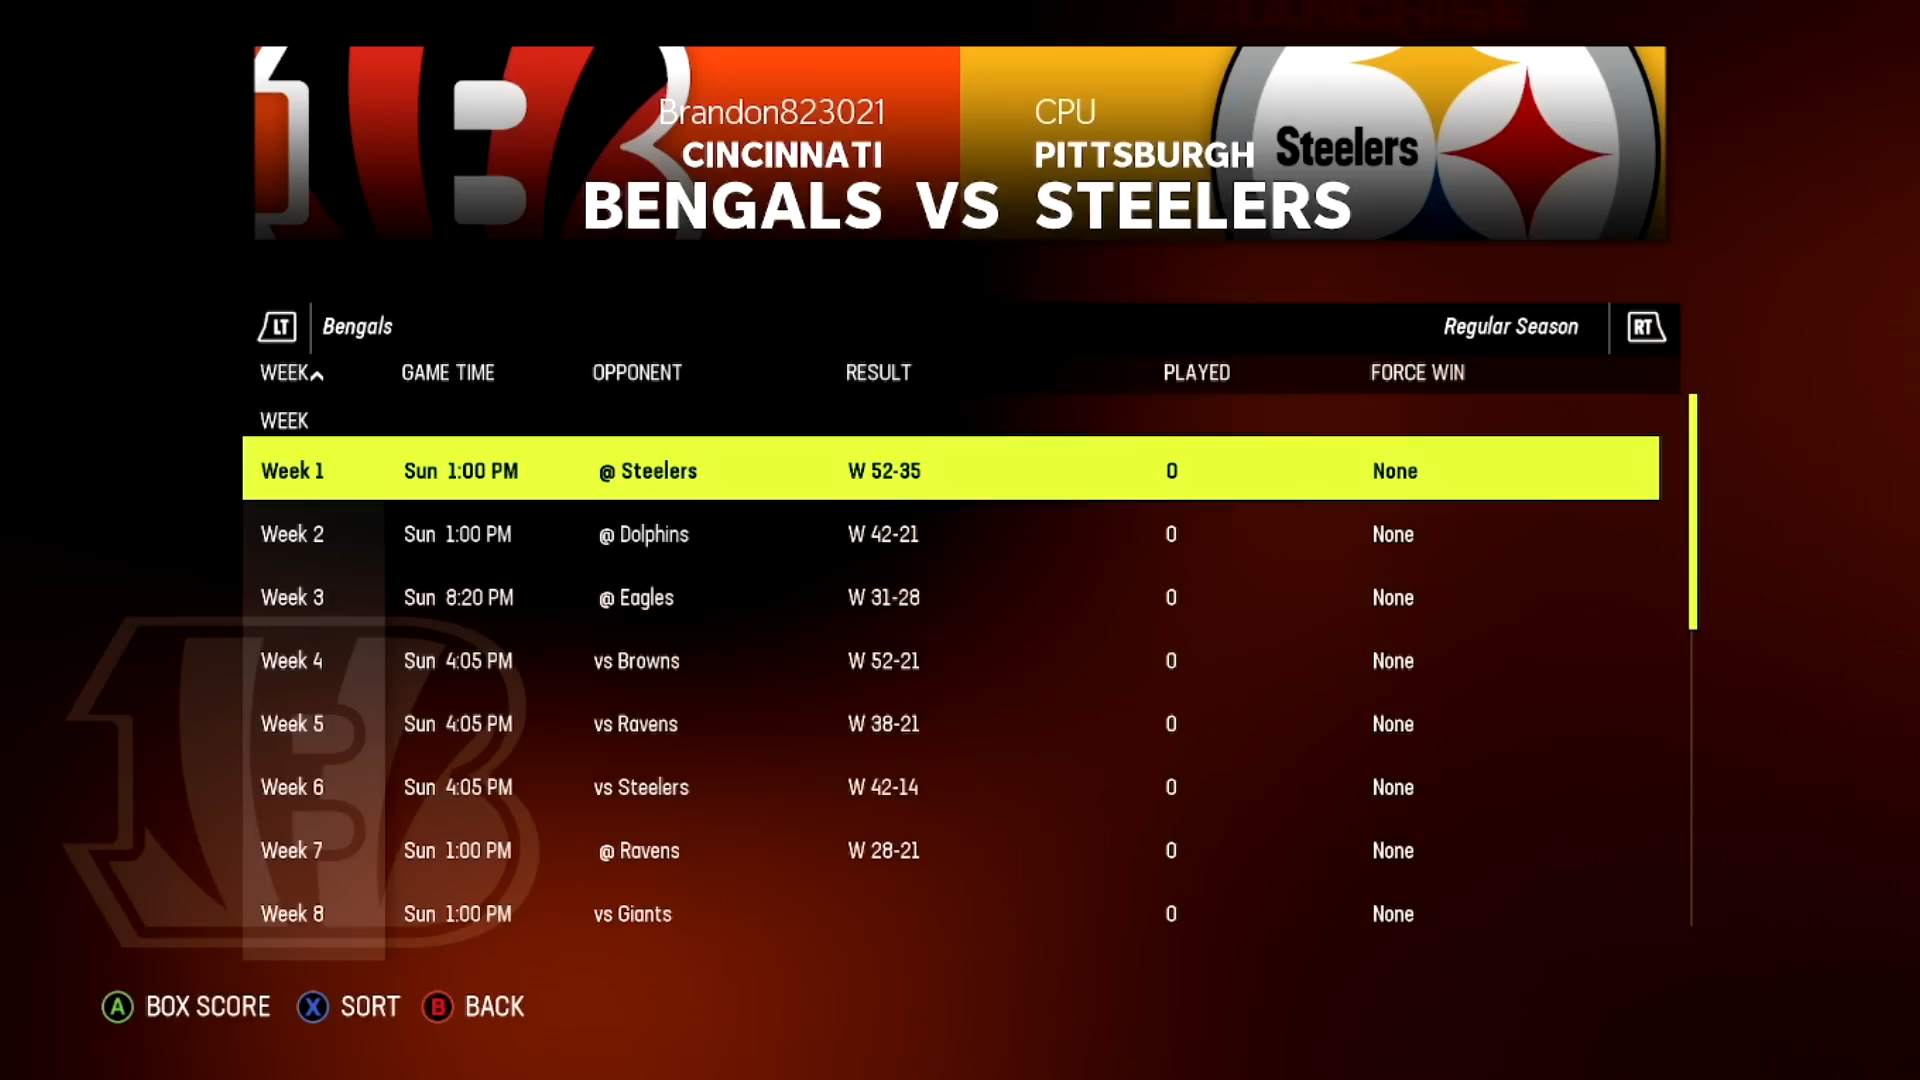 FRANCHISE
Brandon823021 CPU
CINCINNATI PITTSBURGH Steelers
BENGALS VS STEELERS
LT Bengals Regular Season RT
WEEK GAME TIME OPPONENT RESULT PLAYED FORCE WIN
WEEK
Week 1 Sun 1:00 PM @ Steelers W 52-35 0 None
Week 2 Sun 1:00 PM @ Dolphins W 42-21 0 None
Week 3 Sun 8:20 PM @ Eagles W 31-28 0 None
Week 4 Sun 4:05 PM vs Browns W 52-21 0 None
Week 5 Sun 4:05 PM vs Ravens W 38-21 0 None
Week 6 Sun 4:05 PM vs Steelers W 42-14 0 None
Week 7 Sun 1:00 PM @ Ravens W 28-21 0 None
Week 8 Sun 1:00 PM vs Giants 0 None
A BOX SCORE X SORT B BACK